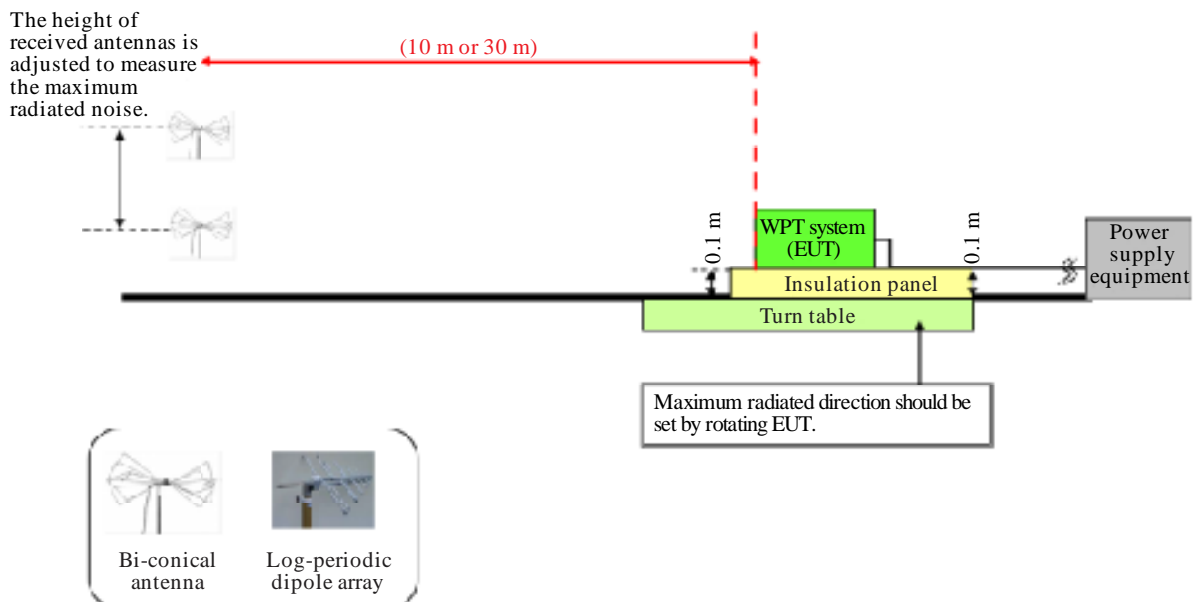 The height of
received antennas is
adjusted to measure
the maximum
radiated noise.
(10 m or 30 m)
0.1 m
WPT system
(EUT)
0.1 m
Power
supply
equipment
Insulation panel
Turn table
Maximum radiated direction should be
set by rotating EUT.
Bi-conical
antenna
Log-periodic
dipole array